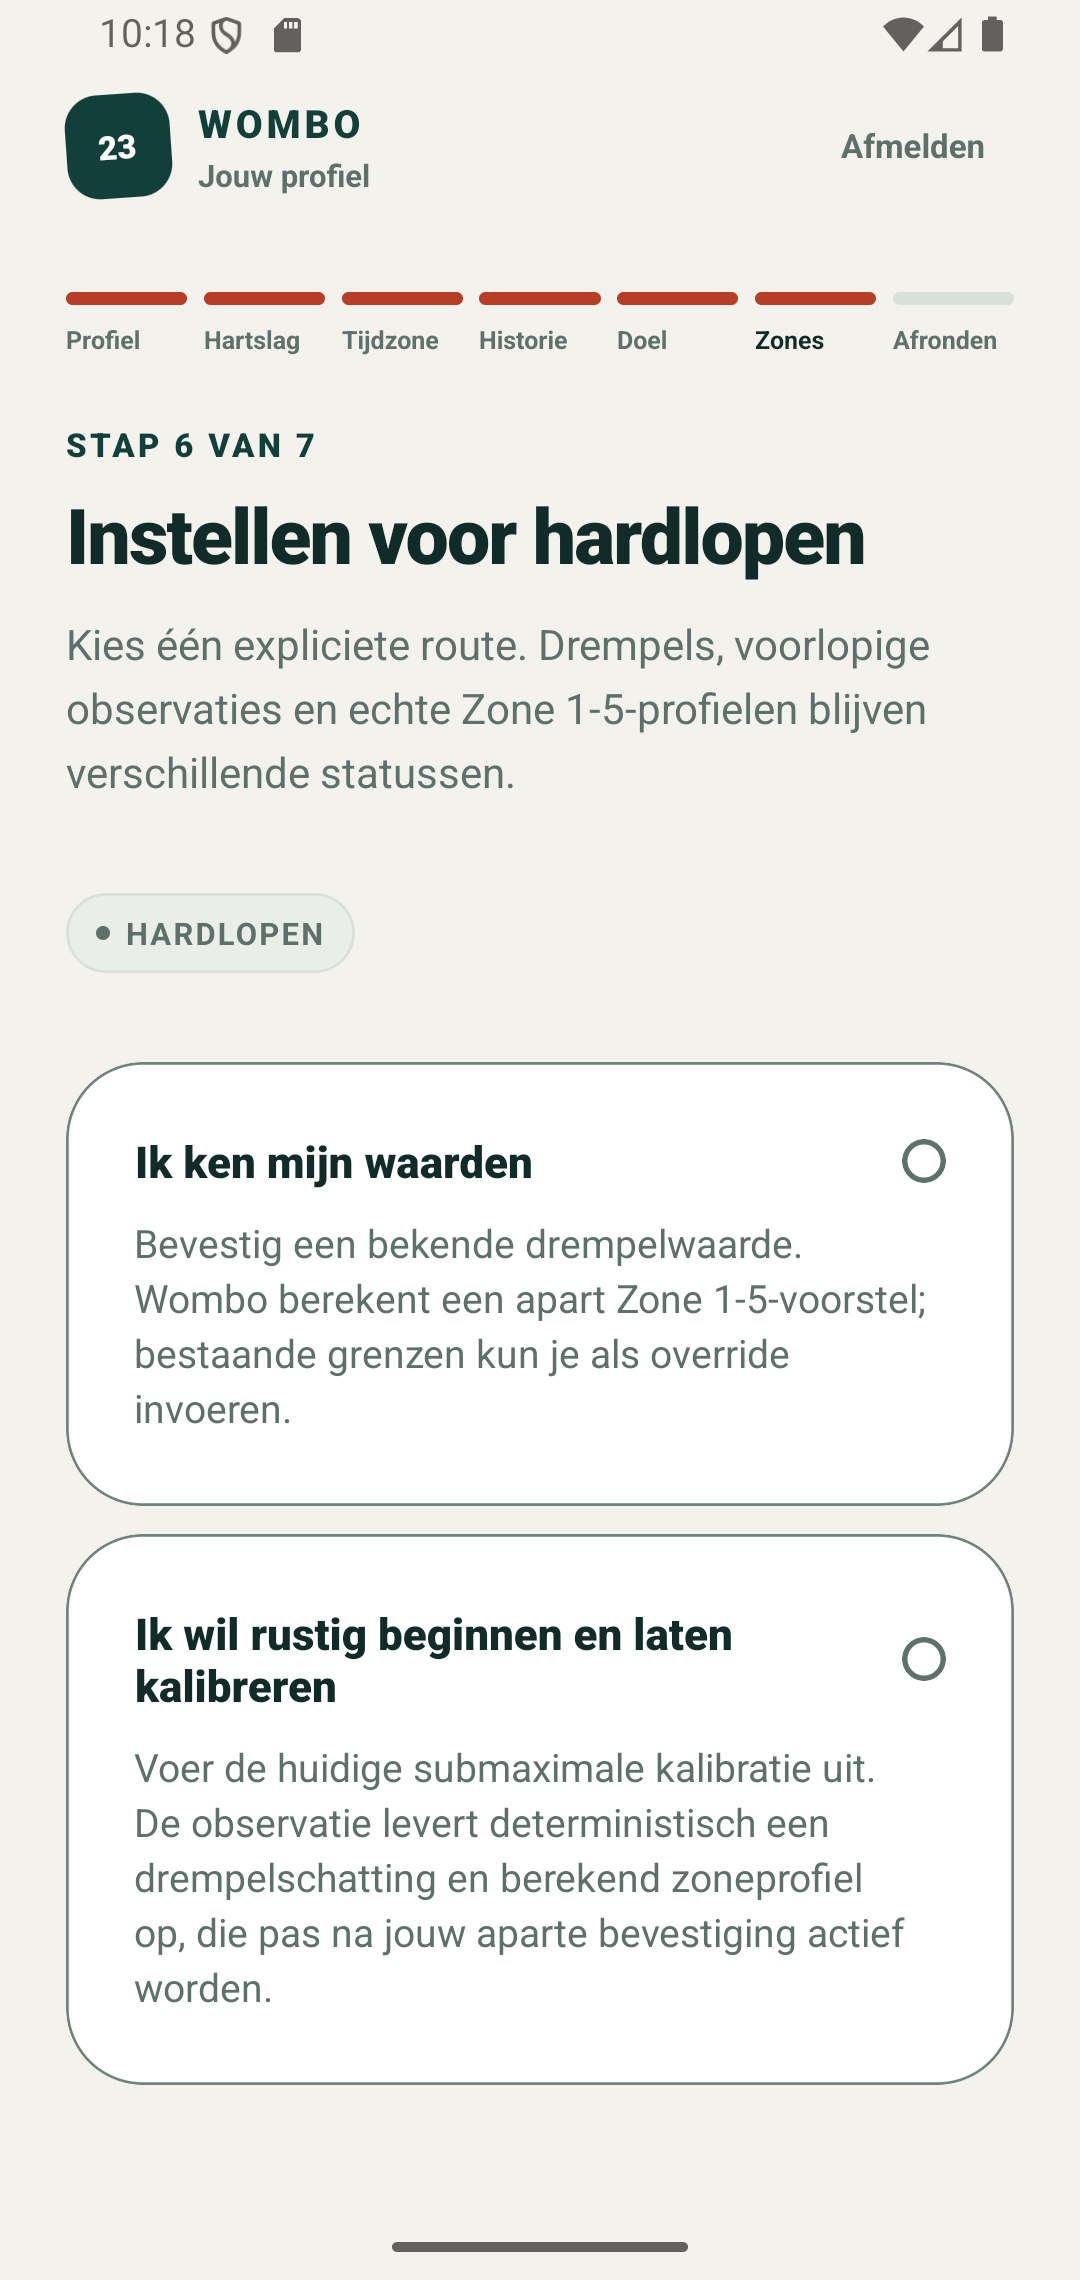 10:18
23
WOMBO
Jouw profiel
Afmelden
Profiel Hartslag Tijdzone Historie Doel Zones Afronden
STAP 6 VAN 7
Instellen voor hardlopen
Kies één expliciete route. Drempels, voorlopige
observaties en echte Zone 1-5-profielen blijven
verschillende statussen.
HARDLOPEN
Ik ken mijn waarden
Bevestig een bekende drempelwaarde.
Wombo berekent een apart Zone 1-5-voorstel;
bestaande grenzen kun je als override
invoeren.
Ik wil rustig beginnen en laten
kalibreren
Voer de huidige submaximale kalibratie uit.
De observatie levert deterministisch een
drempelschatting en berekend zoneprofiel
op, die pas na jouw aparte bevestiging actief
worden.